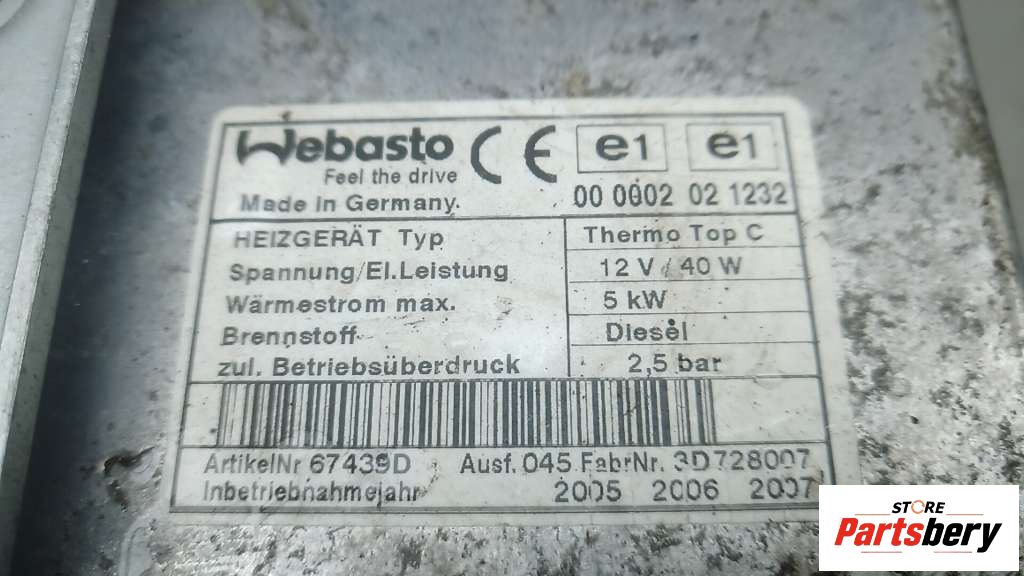 Webasto
Feel the drive
Made in Germany.
CE e1 e1
00 0002 02 1232
HEIZGERÄT Typ Thermo Top C
Spannung/El.Leistung 12 V / 40 W
Wärmestrom max. 5 kW
Brennstoff Diesel
zul. Betriebsüberdruck 2,5 bar
ArtikelNr 67439D Ausf. 045 FabrNr. 3D728007
Inbetriebnahmejahr 2005 2006 2007
STORE
Partsbery